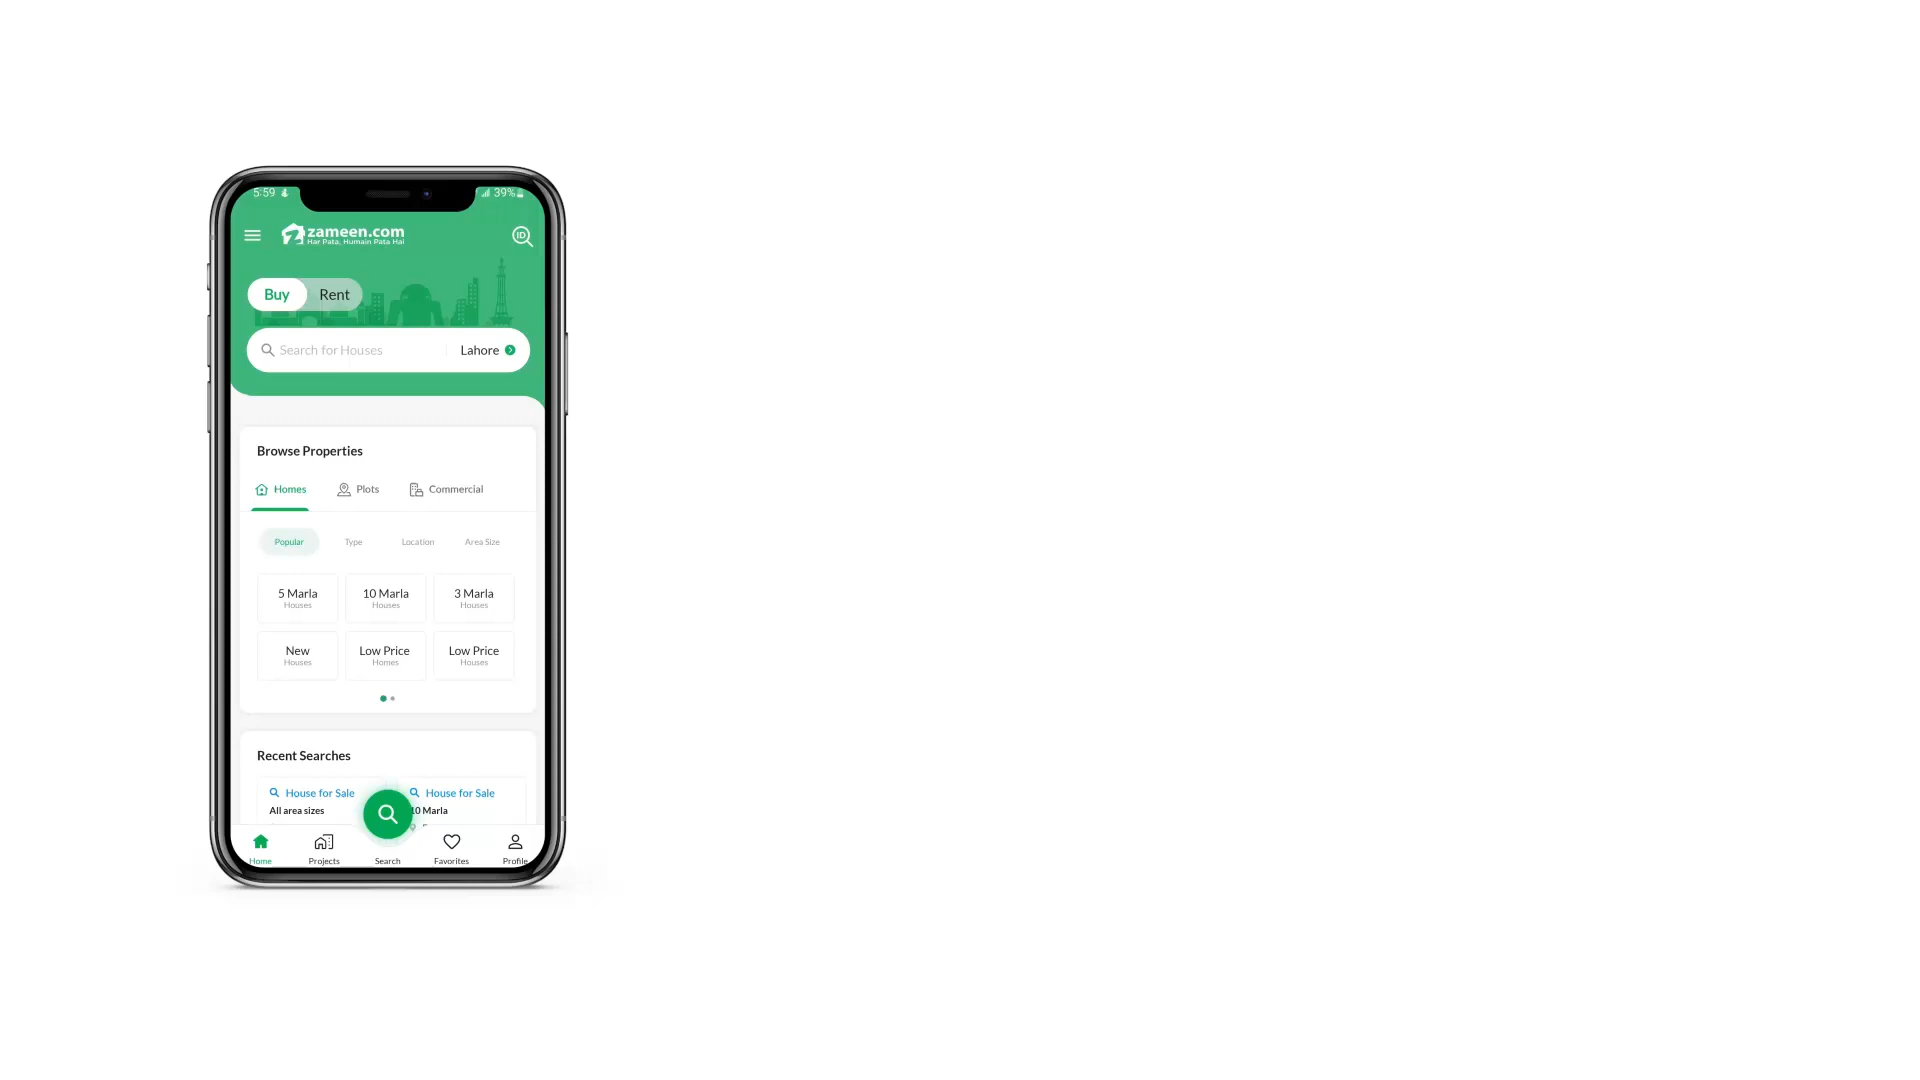 5:59
39%
zameen.com
Har Pata, Humain Pata Hai
ID
Buy Rent
Search for Houses Lahore
Browse Properties
Homes Plots Commercial
Popular Type Location Area Size
5 Marla 10 Marla 3 Marla
Houses Houses Houses
New Low Price Low Price
Houses Homes Houses
Recent Searches
House for Sale House for Sale
All area sizes 10 Marla
Home Projects Search Favorites Profile